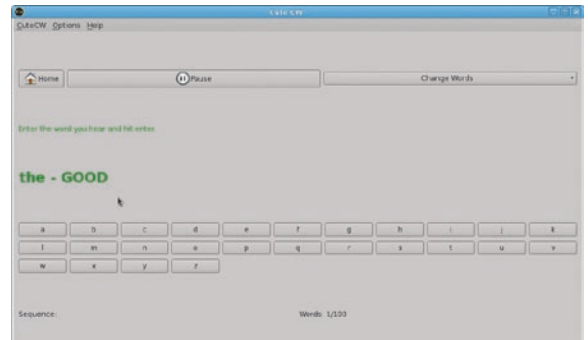 CuteCW
CuteCW Options Help
Home Pause Change Words
Enter the word you hear and hit enter
the - GOOD
a b c d e f g h i j k
l m n o p q r s t u v
w x y z
Sequence: Words: 1/100